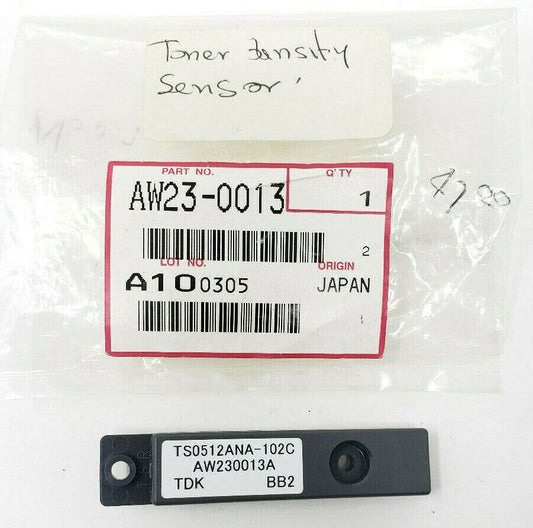 Toner Density
Sensor'
PART NO. Q'TY
AW23-0013 1
2
LOT NO. ORIGIN
A10 0305 JAPAN
4700
TS0512ANA-102C
AW230013A
TDK BB2